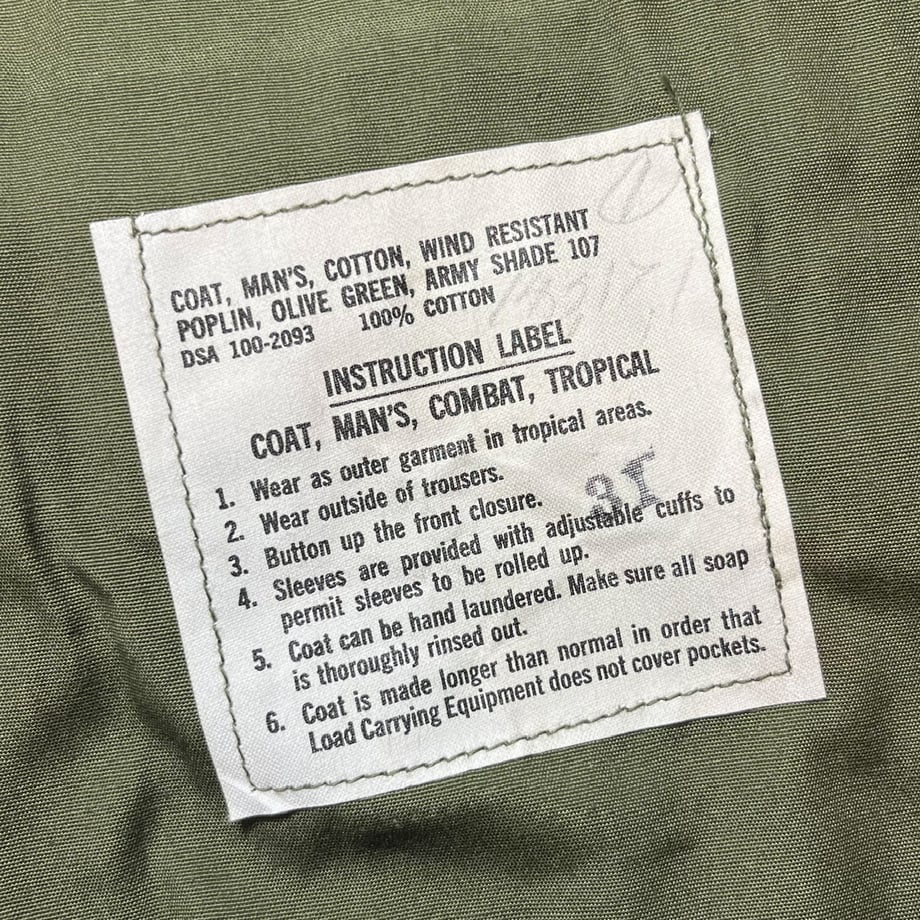 COAT, MAN'S, COTTON, WIND RESISTANT
POPLIN, OLIVE GREEN, ARMY SHADE 107
DSA 100-2093 100% COTTON
INSTRUCTION LABEL
COAT, MAN'S, COMBAT, TROPICAL
1. Wear as outer garment in tropical areas.
2. Wear outside of trousers.
3. Button up the front closure.
4. Sleeves are provided with adjustable cuffs to
permit sleeves to be rolled up.
5. Coat can be hand laundered. Make sure all soap
is thoroughly rinsed out.
6. Coat is made longer than normal in order that
Load Carrying Equipment does not cover pockets.